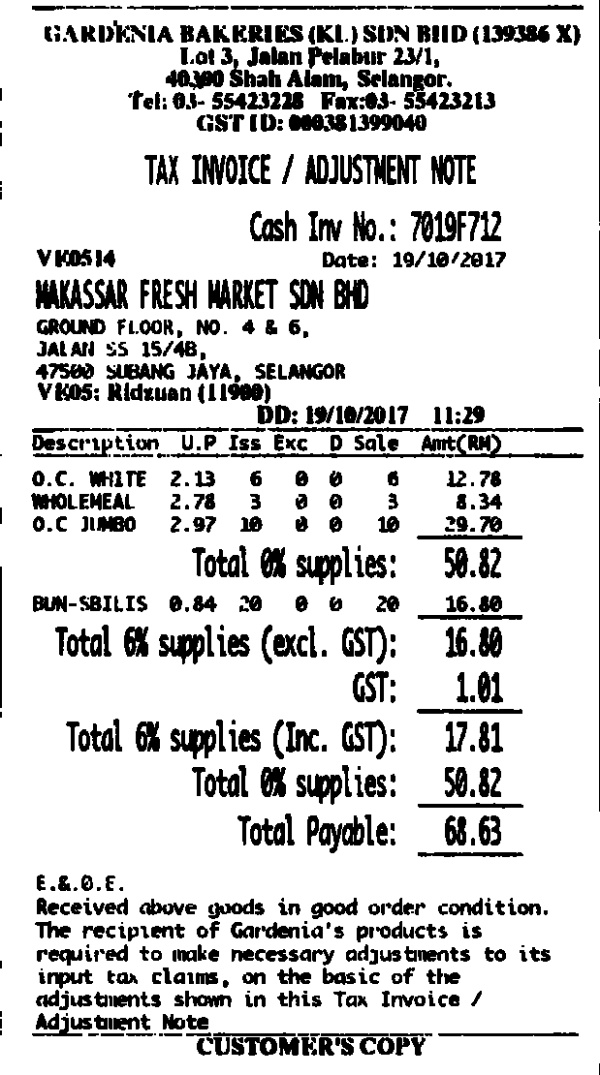 GARDENIA BAKERIES (KL) SDN BHD (139386 X)
Lot 3, Jalan Pelabur 23/1,
40300 Shah Alam, Selangor.
Tel: 03- 55423228 Fax:03- 55423213
GST ID: 000381399040
TAX INVOICE / ADJUSTMENT NOTE
Cash Inv No.: 7019F712
VK0514 Date: 19/10/2017
MAKASSAR FRESH MARKET SDN BHD
GROUND FLOOR, NO. 4 & 6,
JALAN SS 15/4B,
47500 SUBANG JAYA, SELANGOR
VK05: Ridzuan (11900)
DD: 19/10/2017 11:29
Description U.P Iss Exc D Sale Amt(RM)
O.C. WHITE 2.13 6 0 0 6 12.78
WHOLEMEAL 2.78 3 0 0 3 8.34
O.C JUMBO 2.97 10 0 0 10 29.70
Total 0% supplies: 50.82
BUN-SBILIS 0.84 20 0 0 20 16.80
Total 6% supplies (excl. GST): 16.80
GST: 1.01
Total 6% supplies (Inc. GST): 17.81
Total 0% supplies: 50.82
Total Payable: 68.63
E.&.O.E.
Received above goods in good order condition.
The recipient of Gardenia's products is
required to make necessary adjustments to its
input tax claims, on the basic of the
adjustments shown in this Tax Invoice /
Adjustment Note
CUSTOMER'S COPY